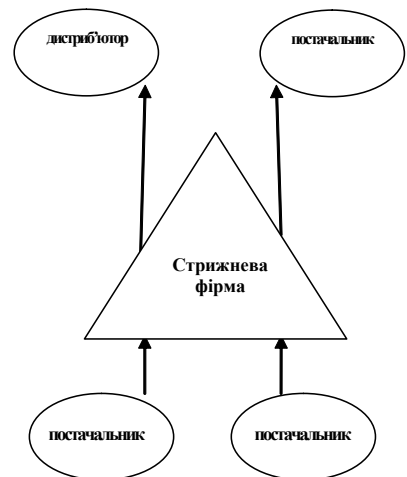 дистриб'ютор
постачальник
Стрижнева
фірма
постачальник
постачальник